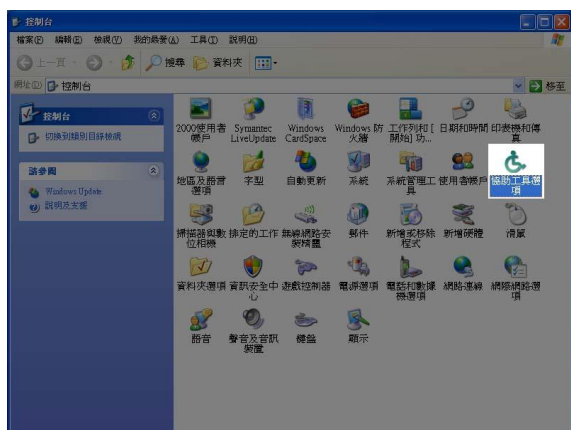 控制台
檔案(F) 編輯(E) 檢視(V) 我的最愛(A) 工具(T) 說明(H)
上一頁 搜尋 資料夾
網址(D) 控制台 移至
控制台
切換到類別目錄檢視
請參閱
Windows Update
說明及支援
2000使用者
帳戶
Symantec
LiveUpdate
Windows
CardSpace
Windows 防
火牆
工作列和 [
開始] 功...
日期和時間
印表機和傳
真
地區及語言
選項
字型
自動更新
系統
系統管理工
具
使用者帳戶
協助工具選
項
掃描器與數
位相機
排定的工作
無線網路安
裝精靈
郵件
新增或移除
程式
新增硬體
滑鼠
資料夾選項
資訊安全中
心
遊戲控制器
電源選項
電話和數據
機選項
網路連線
網際網路選
項
語音
聲音及音訊
裝置
鍵盤
顯示